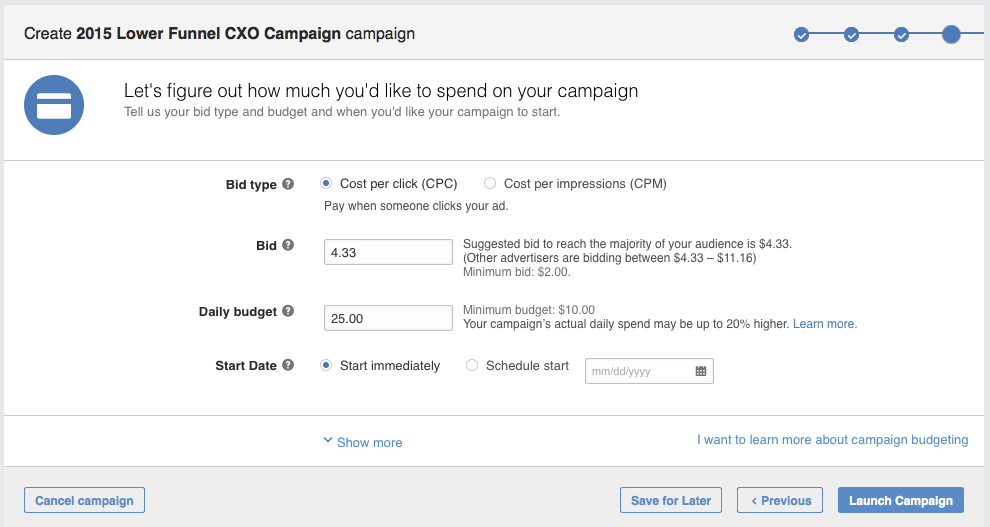 Create 2015 Lower Funnel CXO Campaign campaign
Let's figure out how much you'd like to spend on your campaign
Tell us your bid type and budget and when you'd like your campaign to start.
Bid type ?
Cost per click (CPC)
Cost per impressions (CPM)
Pay when someone clicks your ad.
Bid ?
4.33
Suggested bid to reach the majority of your audience is $4.33.
(Other advertisers are bidding between $4.33 – $11.16)
Minimum bid: $2.00.
Daily budget ?
25.00
Minimum budget: $10.00
Your campaign's actual daily spend may be up to 20% higher. Learn more.
Start Date ?
Start immediately
Schedule start
mm/dd/yyyy
Show more
I want to learn more about campaign budgeting
Cancel campaign
Save for Later
‹ Previous
Launch Campaign